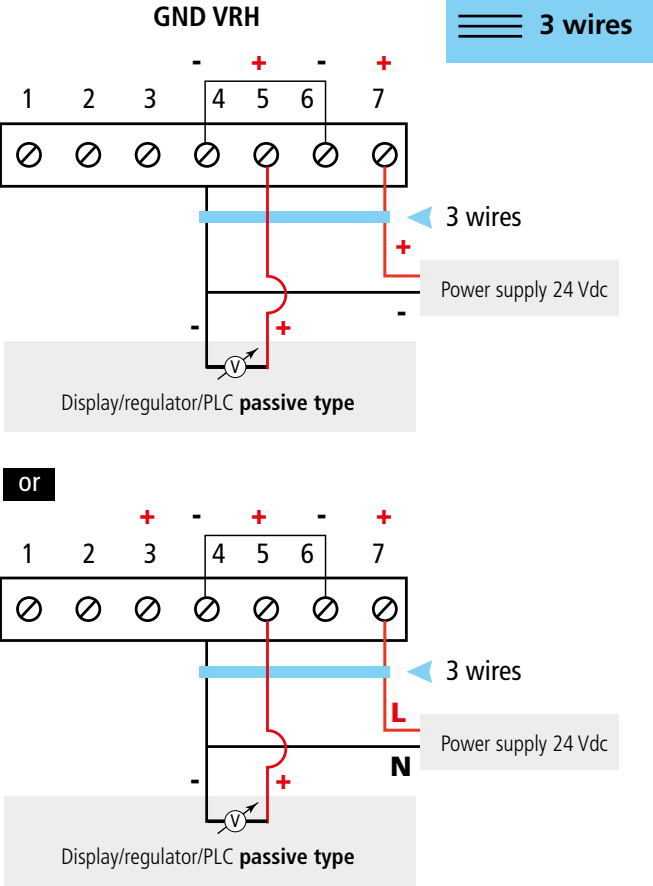 GND VRH
3 wires
- + - +
1 2 3 4 5 6 7
3 wires
+
Power supply 24 Vdc
-
- +
V
Display/regulator/PLC passive type
or
+ - + - +
1 2 3 4 5 6 7
3 wires
L
Power supply 24 Vdc
N
- +
V
Display/regulator/PLC passive type